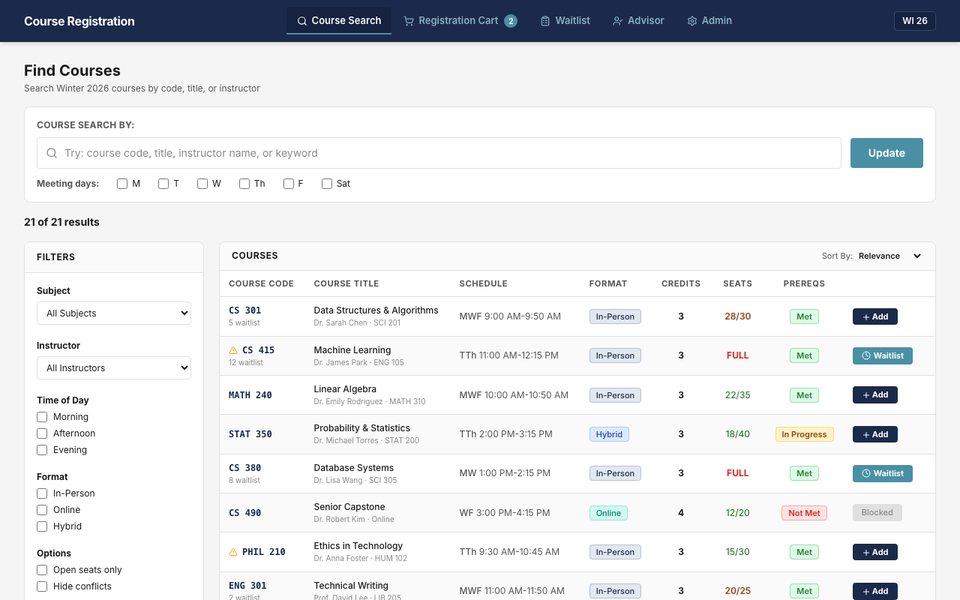 Course Registration
Course Search
Registration Cart 2
Waitlist
Advisor
Admin
WI 26
Find Courses
Search Winter 2026 courses by code, title, or instructor
COURSE SEARCH BY:
Try: course code, title, instructor name, or keyword
Update
Meeting days: M T W Th F Sat
21 of 21 results
FILTERS
Subject
All Subjects
Instructor
All Instructors
Time of Day
Morning
Afternoon
Evening
Format
In-Person
Online
Hybrid
Options
Open seats only
Hide conflicts
COURSES
Sort By: Relevance
COURSE CODE COURSE TITLE SCHEDULE FORMAT CREDITS SEATS PREREQS
CS 301 Data Structures & Algorithms MWF 9:00 AM-9:50 AM In-Person 3 28/30 Met + Add
5 waitlist Dr. Sarah Chen · SCI 201
CS 415 Machine Learning TTh 11:00 AM-12:15 PM In-Person 3 FULL Met Waitlist
12 waitlist Dr. James Park · ENG 105
MATH 240 Linear Algebra MWF 10:00 AM-10:50 AM In-Person 3 22/35 Met + Add
Dr. Emily Rodriguez · MATH 310
STAT 350 Probability & Statistics TTh 2:00 PM-3:15 PM Hybrid 3 18/40 In Progress + Add
Dr. Michael Torres · STAT 200
CS 380 Database Systems MW 1:00 PM-2:15 PM In-Person 3 FULL Met Waitlist
8 waitlist Dr. Lisa Wang · SCI 305
CS 490 Senior Capstone WF 3:00 PM-4:15 PM Online 4 12/20 Not Met Blocked
Dr. Robert Kim · Online
PHIL 210 Ethics in Technology TTh 9:30 AM-10:45 AM In-Person 3 15/30 Met + Add
Dr. Anna Foster · HUM 102
ENG 301 Technical Writing MWF 11:00 AM-11:50 AM In-Person 3 20/25 Met + Add
2 waitlist Prof. David Lee · LIB 205